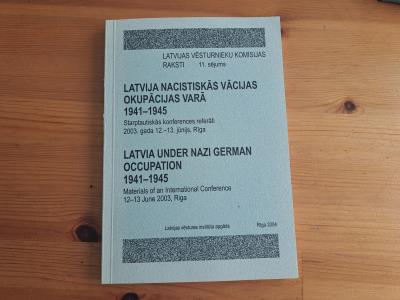 LATVIJAS VĒSTURNIEKU KOMISIJAS
RAKSTI 11. sējums
LATVIJA NACISTISKĀS VĀCIJAS
OKUPĀCIJAS VARĀ
1941–1945
Starptautiskās konferences referāti
2003. gada 12.–13. jūnijs, Rīga
LATVIA UNDER NAZI GERMAN
OCCUPATION
1941–1945
Materials of an International Conference
12–13 June 2003, Riga
Latvijas vēstures institūta apgāds Rīga 2004